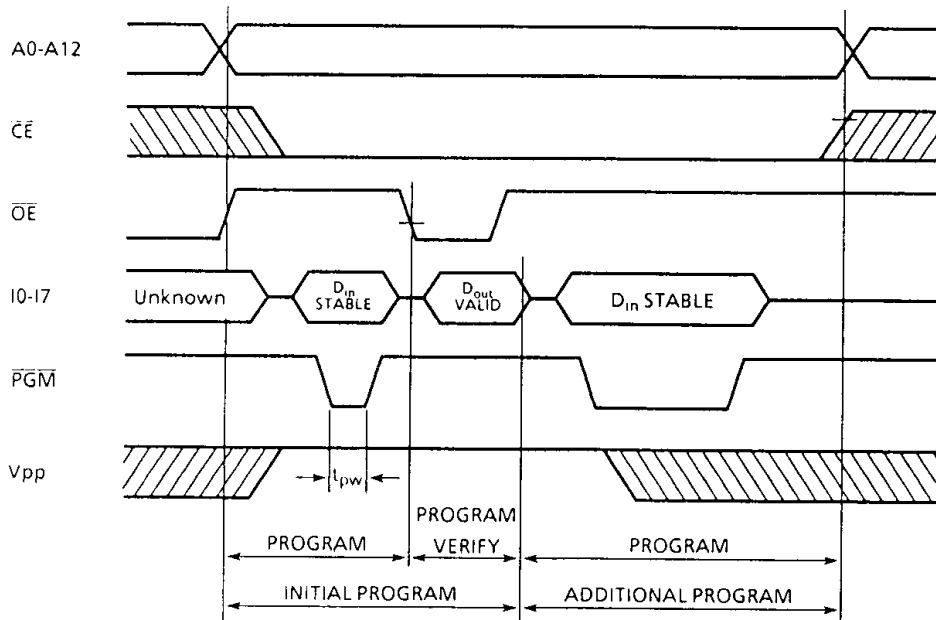 A0-A12
CE
OE
I0-I7
Unknown
Din
STABLE
Dout
VALID
Din STABLE
PGM
Vpp
tpw
PROGRAM
PROGRAM
VERIFY
PROGRAM
INITIAL PROGRAM
ADDITIONAL PROGRAM